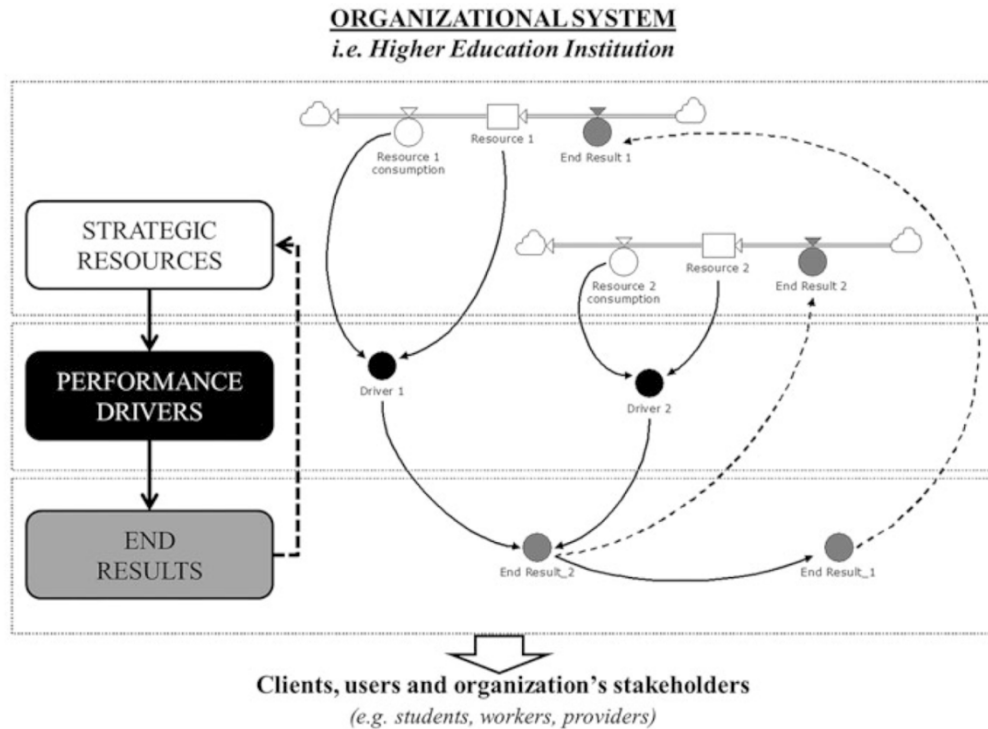 ORGANIZATIONAL SYSTEM
i.e. Higher Education Institution
Resource 1
consumption
Resource 1
End Result 1
STRATEGIC
RESOURCES
Resource 2
consumption
Resource 2
End Result 2
PERFORMANCE
DRIVERS
Driver 1
Driver 2
END
RESULTS
End Result_2
End Result_1
Clients, users and organization's stakeholders
(e.g. students, workers, providers)